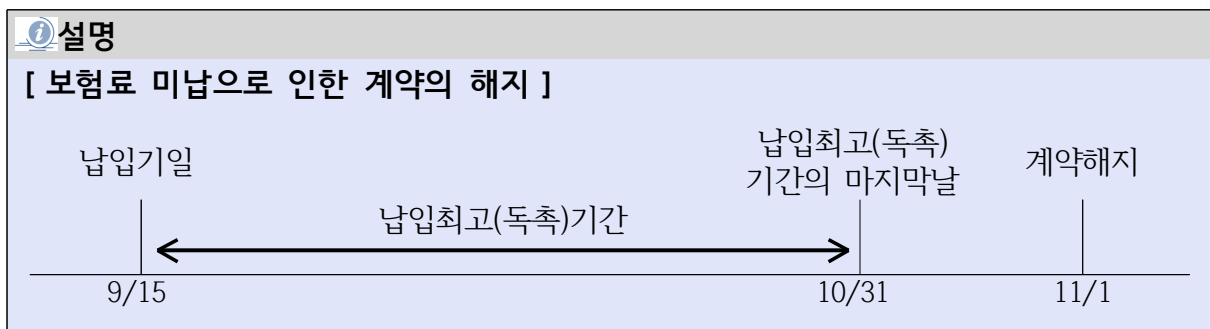 설명
[ 보험료 미납으로 인한 계약의 해지 ]
납입기일
납입최고(독촉)
기간의 마지막날
계약해지
납입최고(독촉)기간
9/15
10/31
11/1